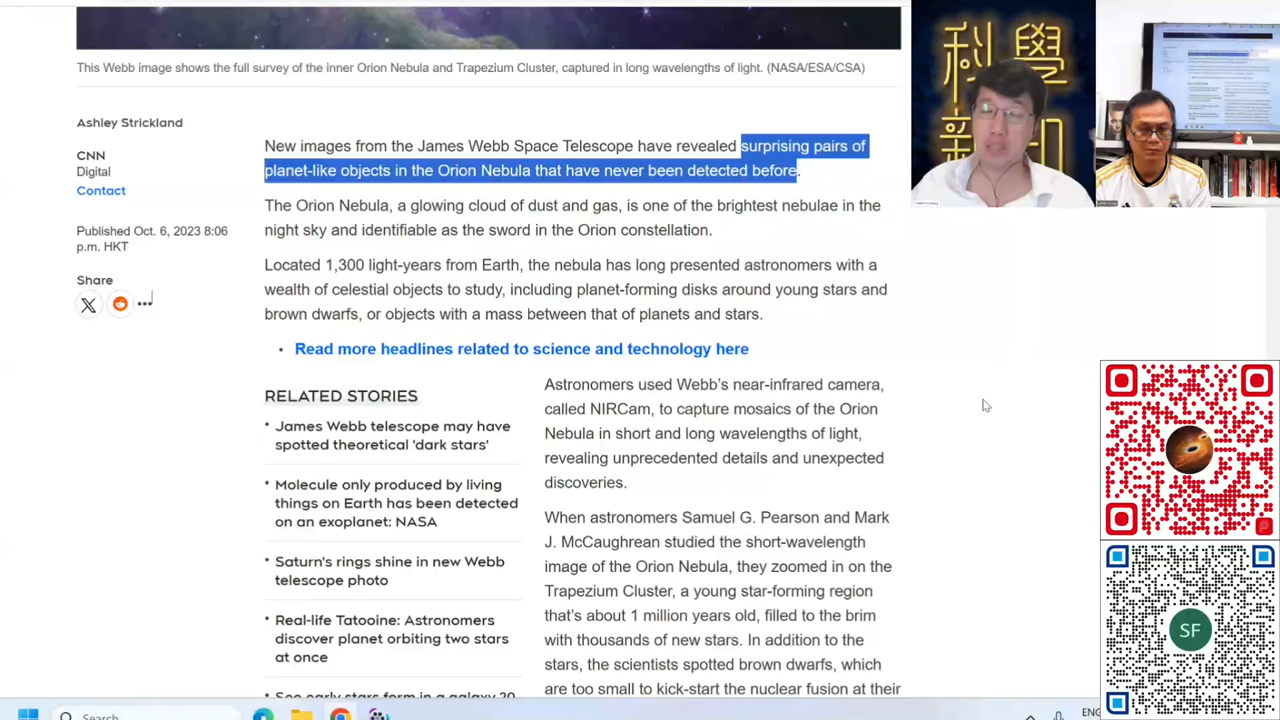 This Webb image shows the full survey of the inner Orion Nebula and Tra captured in long wavelengths of light. (NASA/ESA/CSA)
Ashley Strickland
CNN
Digital
Contact
Published Oct. 6, 2023 8:06
p.m. HKT
Share
New images from the James Webb Space Telescope have revealed surprising pairs of
planet-like objects in the Orion Nebula that have never been detected before.
The Orion Nebula, a glowing cloud of dust and gas, is one of the brightest nebulae in the
night sky and identifiable as the sword in the Orion constellation.
Located 1,300 light-years from Earth, the nebula has long presented astronomers with a
wealth of celestial objects to study, including planet-forming disks around young stars and
brown dwarfs, or objects with a mass between that of planets and stars.
Read more headlines related to science and technology here
RELATED STORIES
James Webb telescope may have
spotted theoretical 'dark stars'
Molecule only produced by living
things on Earth has been detected
on an exoplanet: NASA
Saturn's rings shine in new Webb
telescope photo
Real-life Tatooine: Astronomers
discover planet orbiting two stars
at once
See early stars form in galaxy 20
Astronomers used Webb's near-infrared camera,
called NIRCam, to capture mosaics of the Orion
Nebula in short and long wavelengths of light,
revealing unprecedented details and unexpected
discoveries.
When astronomers Samuel G. Pearson and Mark
J. McCaughrean studied the short-wavelength
image of the Orion Nebula, they zoomed in on the
Trapezium Cluster, a young star-forming region
that's about 1 million years old, filled to the brim
with thousands of new stars. In addition to the
stars, the scientists spotted brown dwarfs, which
are too small to kick-start the nuclear fusion at their
科學
SF
Search
ENG